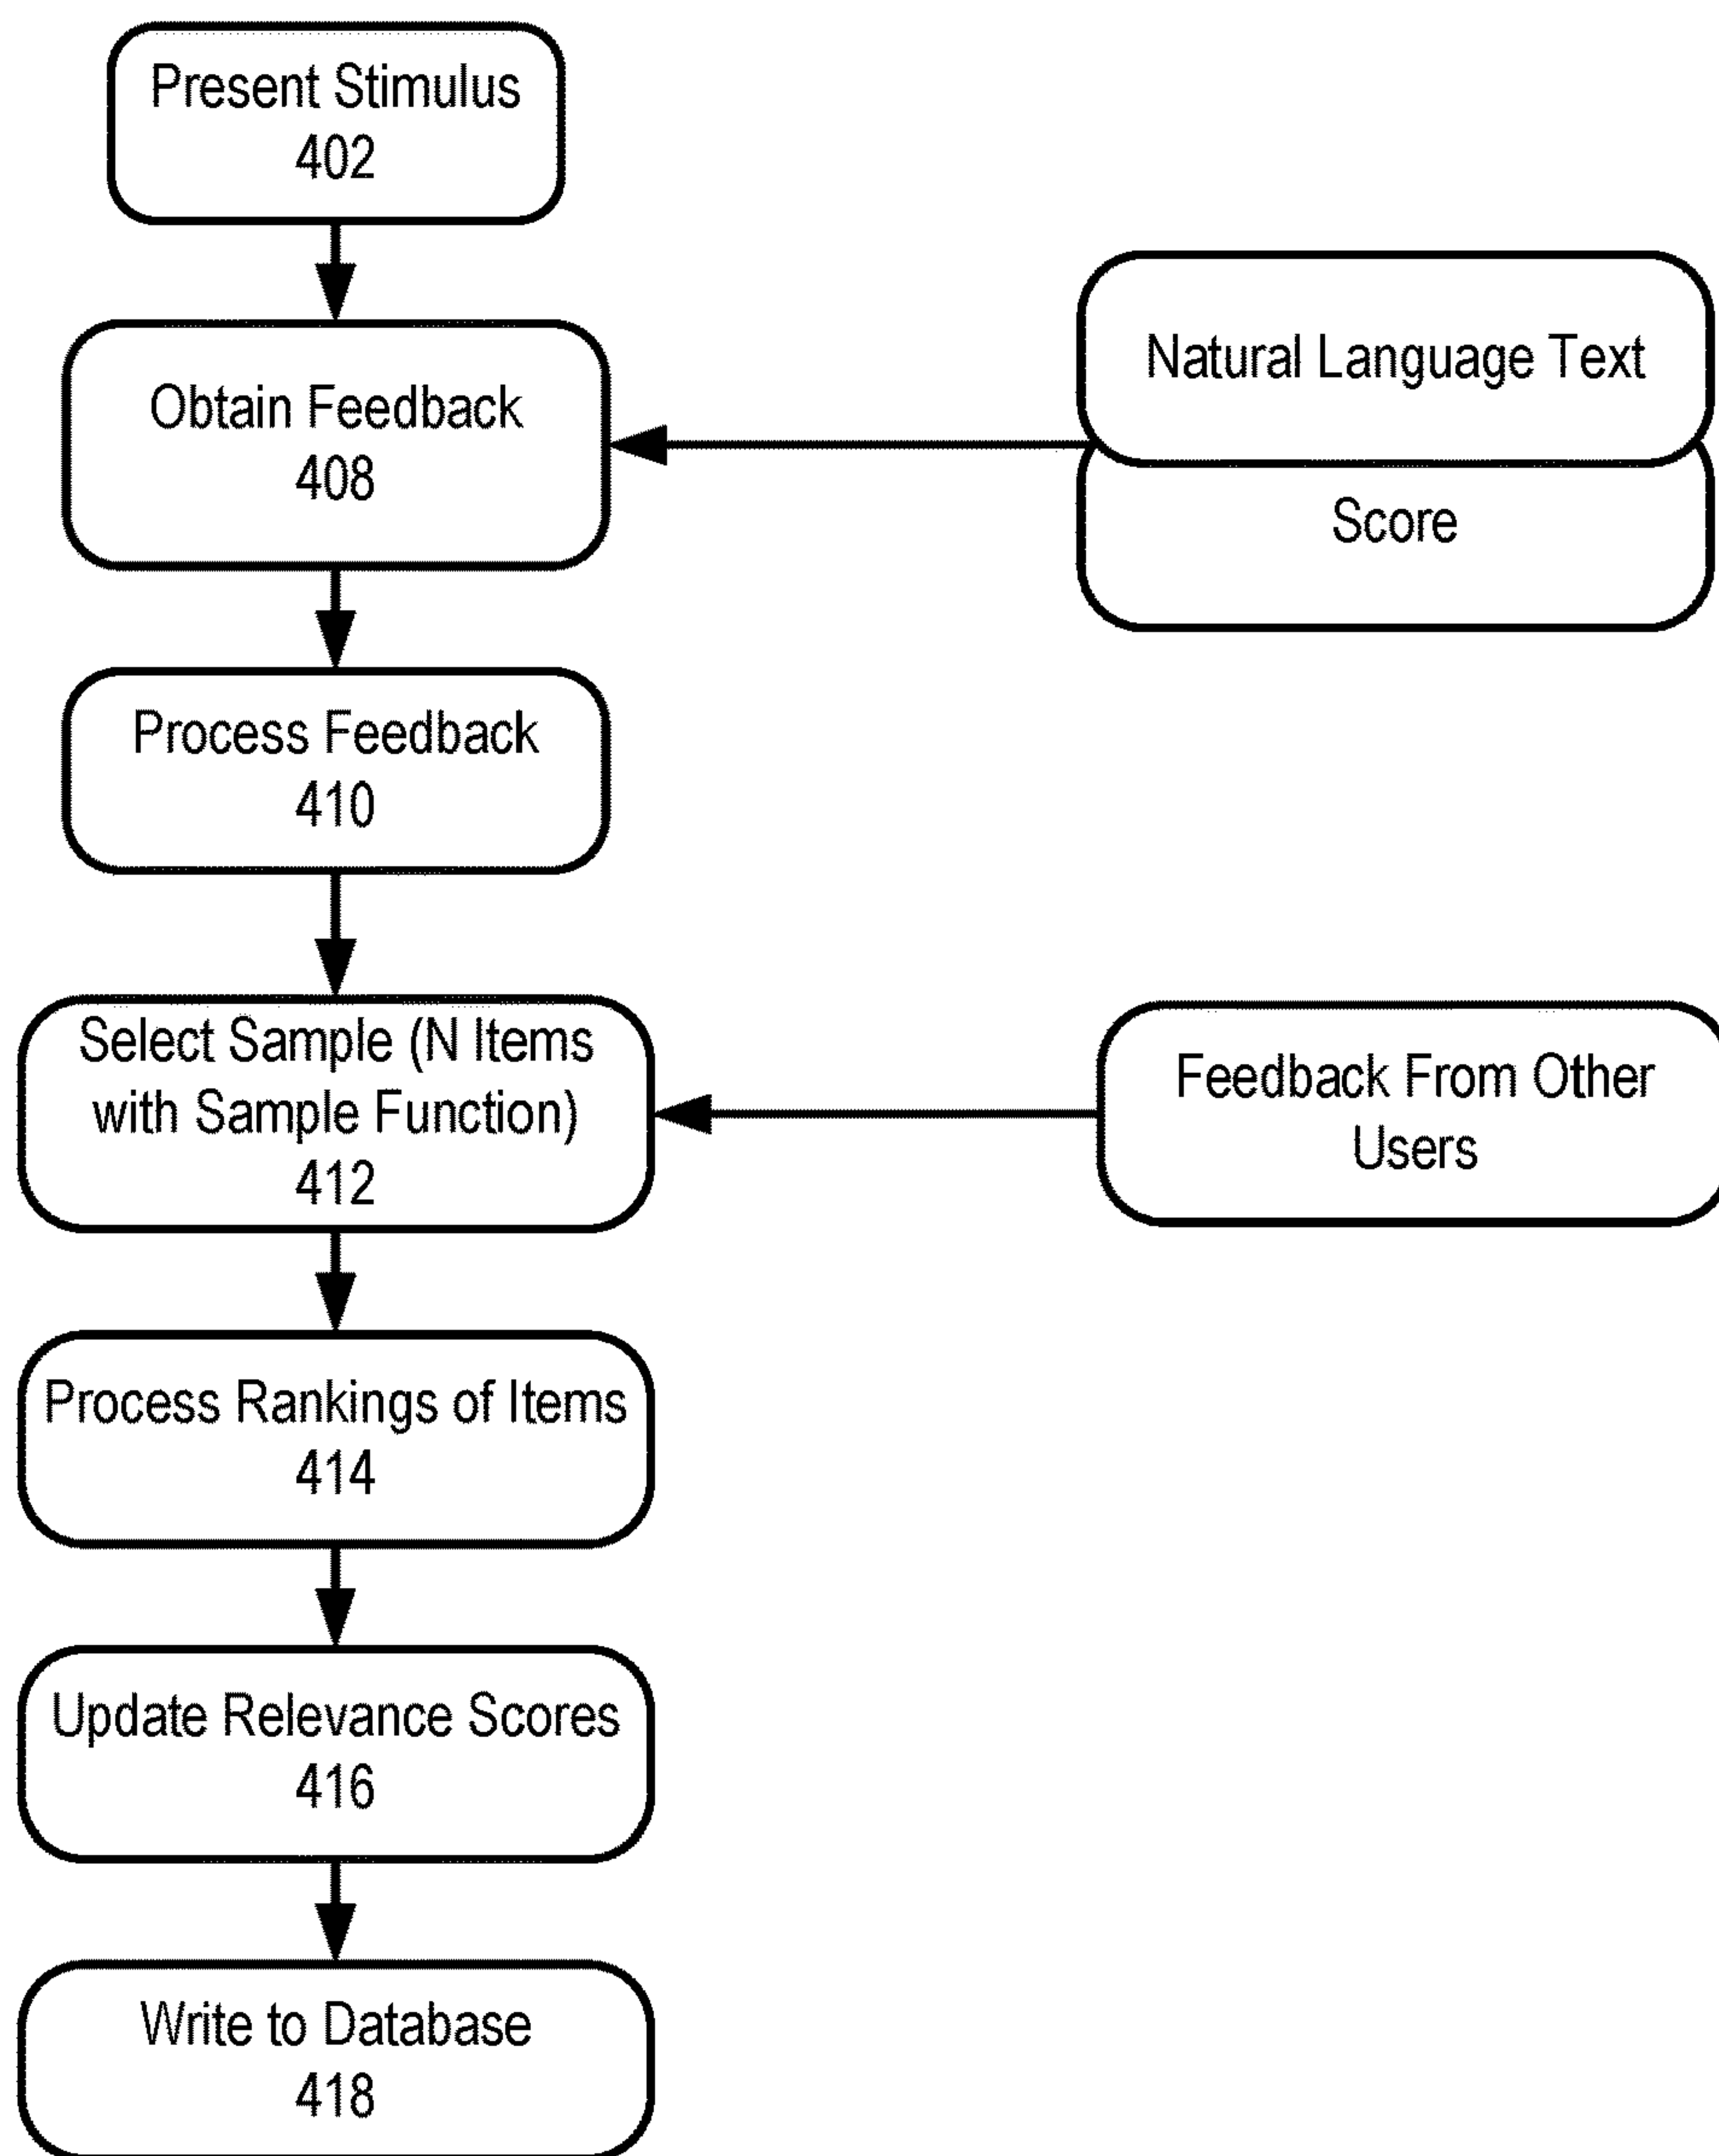 Present Stimulus
402
Obtain Feedback
408
Natural Language Text
Score
Process Feedback
410
Select Sample (N Items
with Sample Function)
412
Feedback From Other
Users
Process Rankings of Items
414
Update Relevance Scores
416
Write to Database
418